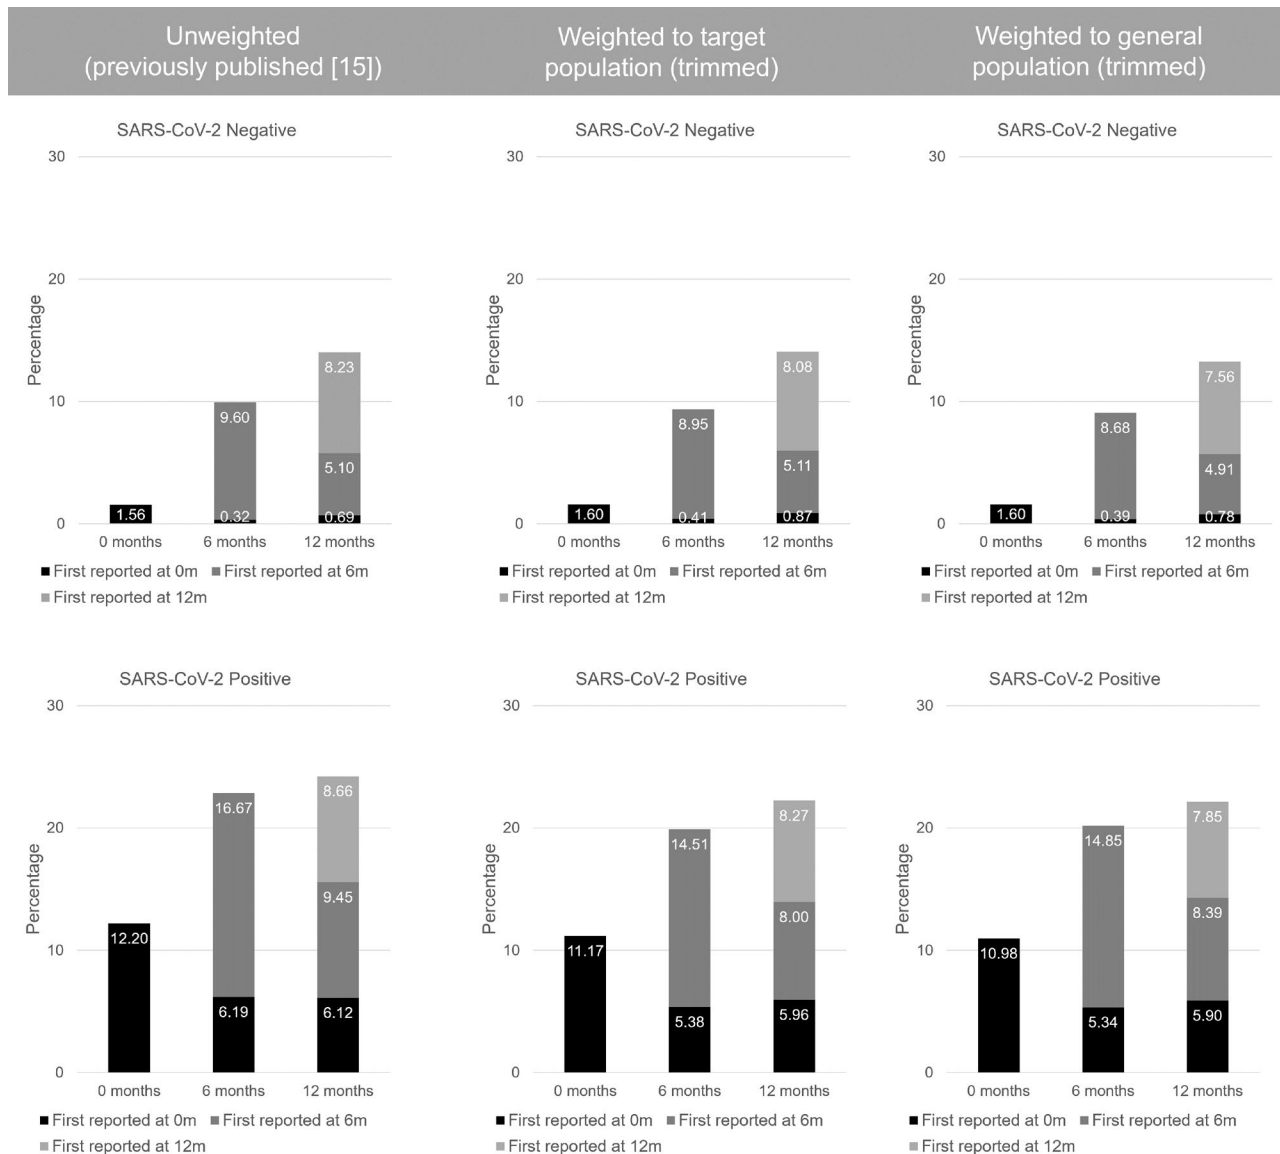 Unweighted
(previously published [15])
Weighted to target
population (trimmed)
Weighted to general
population (trimmed)
SARS-CoV-2 Negative
30
20
10
0
Percentage
1.56
9.60
0.32
8.23
5.10
0.69
0 months
6 months
12 months
First reported at 0m
First reported at 6m
First reported at 12m
SARS-CoV-2 Negative
30
20
10
0
Percentage
1.60
8.95
0.41
8.08
5.11
0.87
0 months
6 months
12 months
First reported at 0m
First reported at 6m
First reported at 12m
SARS-CoV-2 Negative
30
20
10
0
Percentage
1.60
8.68
0.39
7.56
4.91
0.78
0 months
6 months
12 months
First reported at 0m
First reported at 6m
First reported at 12m
SARS-CoV-2 Positive
30
20
10
0
Percentage
12.20
16.67
6.19
8.66
9.45
6.12
0 months
6 months
12 months
First reported at 0m
First reported at 6m
First reported at 12m
SARS-CoV-2 Positive
30
20
10
0
Percentage
11.17
14.51
5.38
8.27
8.00
5.96
0 months
6 months
12 months
First reported at 0m
First reported at 6m
First reported at 12m
SARS-CoV-2 Positive
30
20
10
0
Percentage
10.98
14.85
5.34
7.85
8.39
5.90
0 months
6 months
12 months
First reported at 0m
First reported at 6m
First reported at 12m